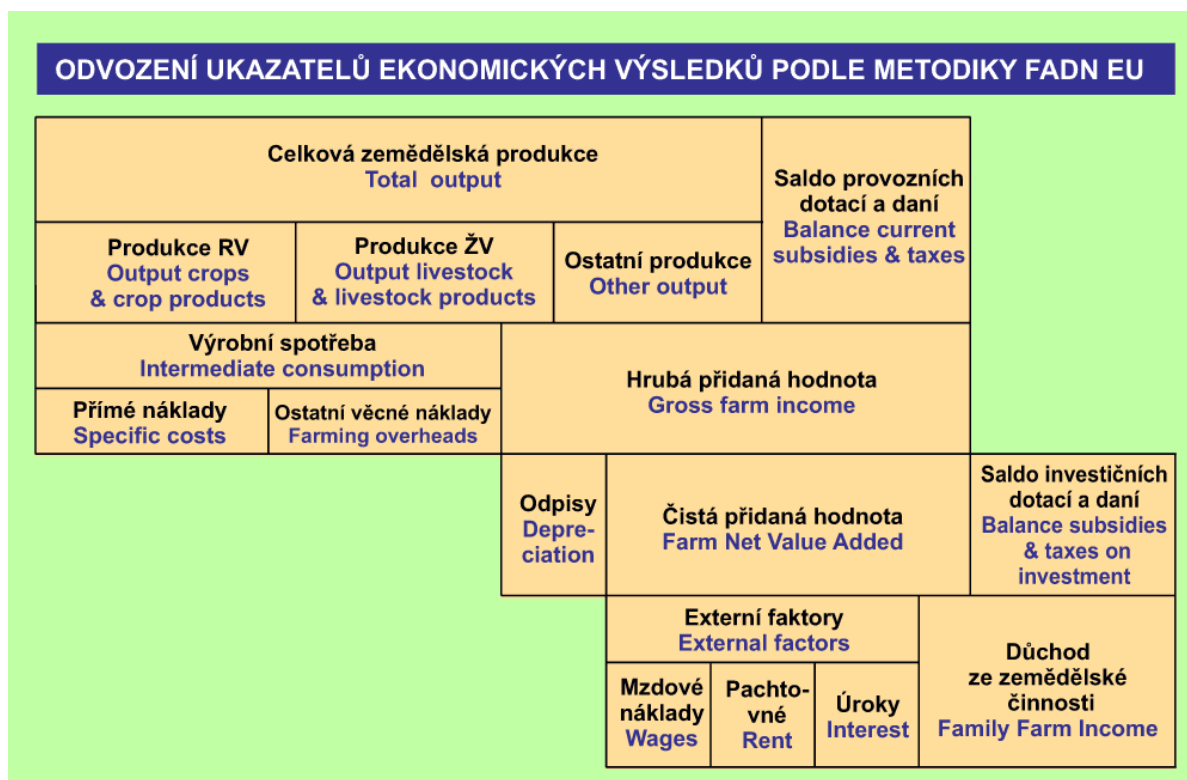 ODVOZENÍ UKAZATELŮ EKONOMICKÝCH VÝSLEDKŮ PODLE METODIKY FADN EU
Celková zemědělská produkce
Total output
Saldo provozních
dotací a daní
Balance current
subsidies & taxes
Produkce RV
Output crops
& crop products
Produkce ŽV
Output livestock
& livestock products
Ostatní produkce
Other output
Výrobní spotřeba
Intermediate consumption
Hrubá přidaná hodnota
Gross farm income
Přímé náklady
Specific costs
Ostatní věcné náklady
Farming overheads
Odpisy
Depre-
ciation
Čistá přidaná hodnota
Farm Net Value Added
Saldo investičních
dotací a daní
Balance subsidies
& taxes on
investment
Externí faktory
External factors
Důchod
ze zemědělské
činnosti
Family Farm Income
Mzdové
náklady
Wages
Pachto-
vné
Rent
Úroky
Interest